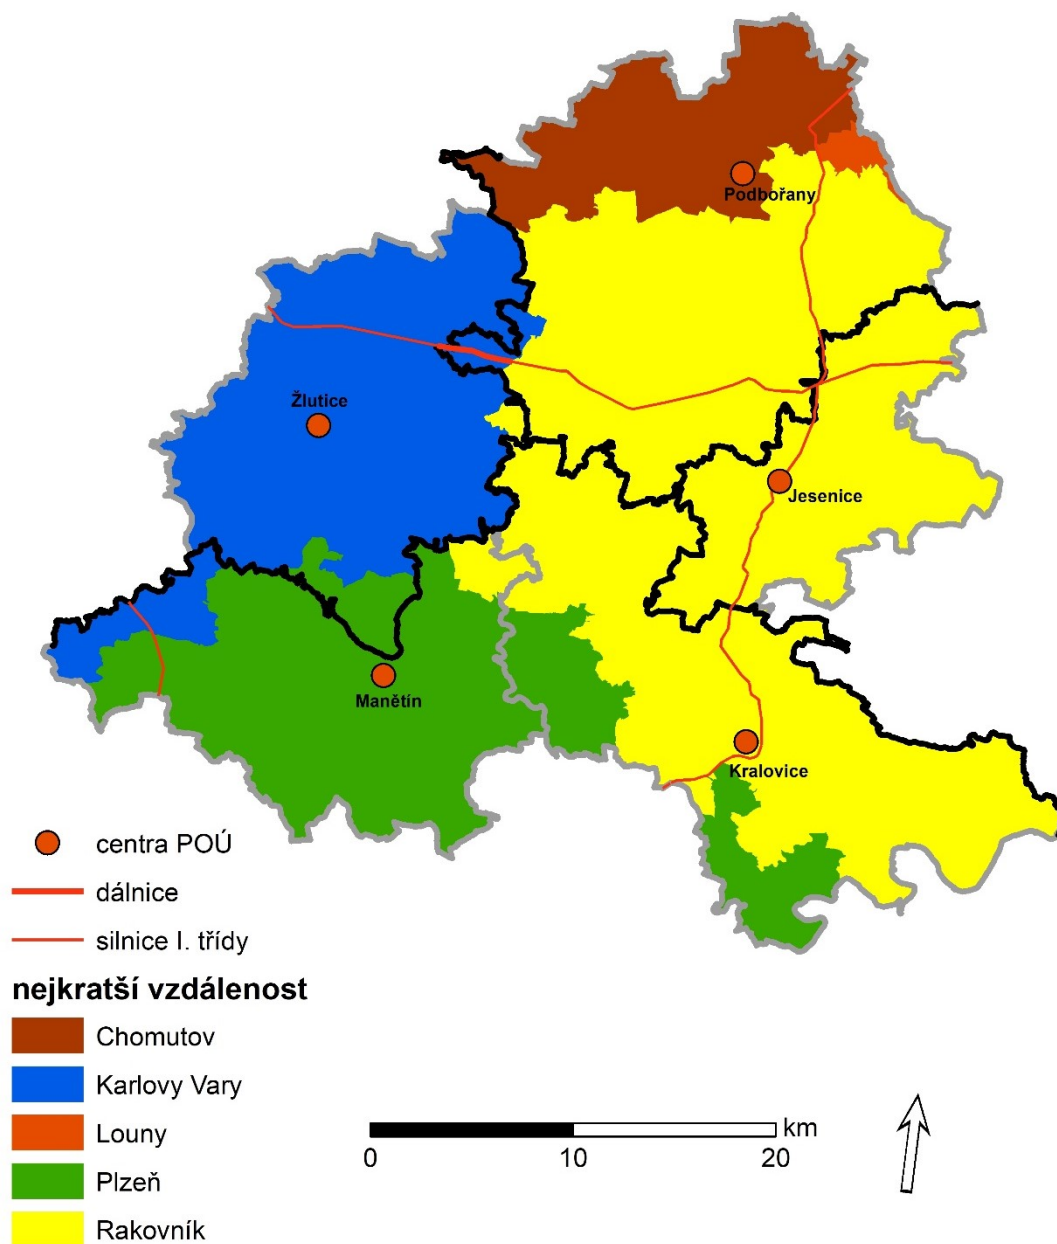 Podbořany
Žlutice
Jesenice
Manětín
Kralovice
centra POÚ
dálnice
silnice I. třídy
nejkratší vzdálenost
Chomutov
Karlovy Vary
Louny
Plzeň
Rakovník
km
0 10 20